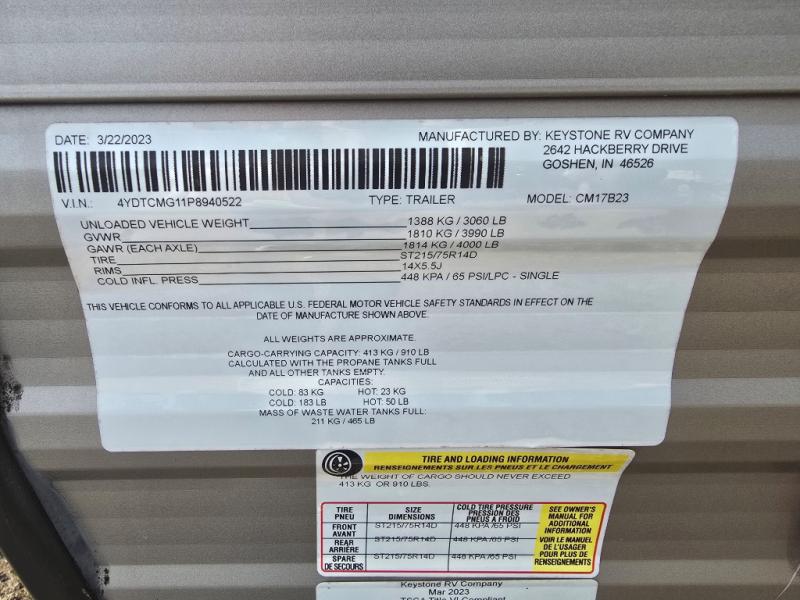 DATE: 3/22/2023 MANUFACTURED BY: KEYSTONE RV COMPANY
2642 HACKBERRY DRIVE
GOSHEN, IN 46526
V.I.N.: 4YDTCMG11P8940522 TYPE: TRAILER MODEL: CM17B23
UNLOADED VEHICLE WEIGHT 1388 KG / 3060 LB
GVWR 1810 KG / 3990 LB
GAWR (EACH AXLE) 1814 KG / 4000 LB
TIRE ST215/75R14D
RIMS 14X5.5J
COLD INFL. PRESS 448 KPA / 65 PSI/LPC - SINGLE
THIS VEHICLE CONFORMS TO ALL APPLICABLE U.S. FEDERAL MOTOR VEHICLE SAFETY STANDARDS IN EFFECT ON THE
DATE OF MANUFACTURE SHOWN ABOVE.
ALL WEIGHTS ARE APPROXIMATE.
CARGO-CARRYING CAPACITY: 413 KG / 910 LB
CALCULATED WITH THE PROPANE TANKS FULL
AND ALL OTHER TANKS EMPTY.
CAPACITIES:
COLD: 83 KG HOT: 23 KG
COLD: 183 LB HOT: 50 LB
MASS OF WASTE WATER TANKS FULL:
211 KG / 465 LB
TIRE AND LOADING INFORMATION
RENSEIGNEMENTS SUR LES PNEUS ET LE CHARGEMENT
THE WEIGHT OF CARGO SHOULD NEVER EXCEED
413 KG OR 910 LBS.
TIRE
PNEU
SIZE
DIMENSIONS
COLD TIRE PRESSURE
PRESSION DES
PNEUS A FROID
SEE OWNER'S
MANUAL FOR
ADDITIONAL
INFORMATION
VOIR LE MANUEL
DE L'USAGER
POUR PLUS DE
RENSEIGNEMENTS
FRONT
AVANT
ST215/75R14D
448 KPA /65 PSI
REAR
ARRIÈRE
ST215/75R14D
448 KPA /65 PSI
SPARE
DE SECOURS
ST215/75R14D
448 KPA /65 PSI
Keystone RV Company
Mar 2023
TSCA Title VI Compliant